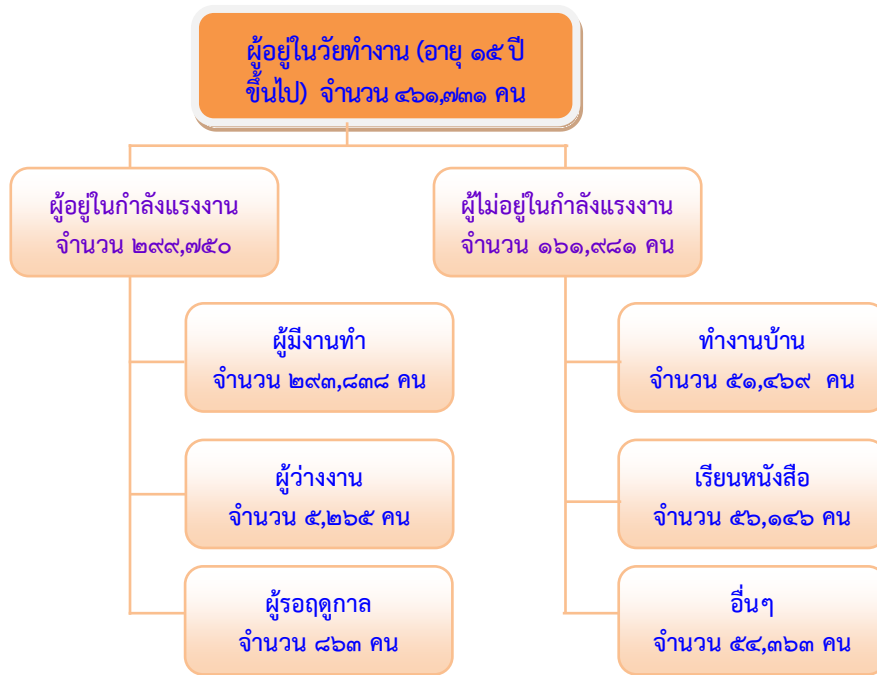 ผู้อยู่ในวัยทำงาน (อายุ ๑๕ ปี
ขึ้นไป) จำนวน ๔๖๑,๗๓๑ คน
ผู้อยู่ในกำลังแรงงาน
จำนวน ๒๙๙,๗๕๐
ผู้ไม่อยู่ในกำลังแรงงาน
จำนวน ๑๖๑,๙๘๑ คน
ผู้มีงานทำ
จำนวน ๒๙๓,๘๓๘ คน
ทำงานบ้าน
จำนวน ๕๑,๔๖๙ คน
ผู้ว่างงาน
จำนวน ๕,๒๖๕ คน
เรียนหนังสือ
จำนวน ๕๖,๑๔๖ คน
ผู้รอฤดูกาล
จำนวน ๘๖๓ คน
อื่นๆ
จำนวน ๕๔,๓๖๓ คน